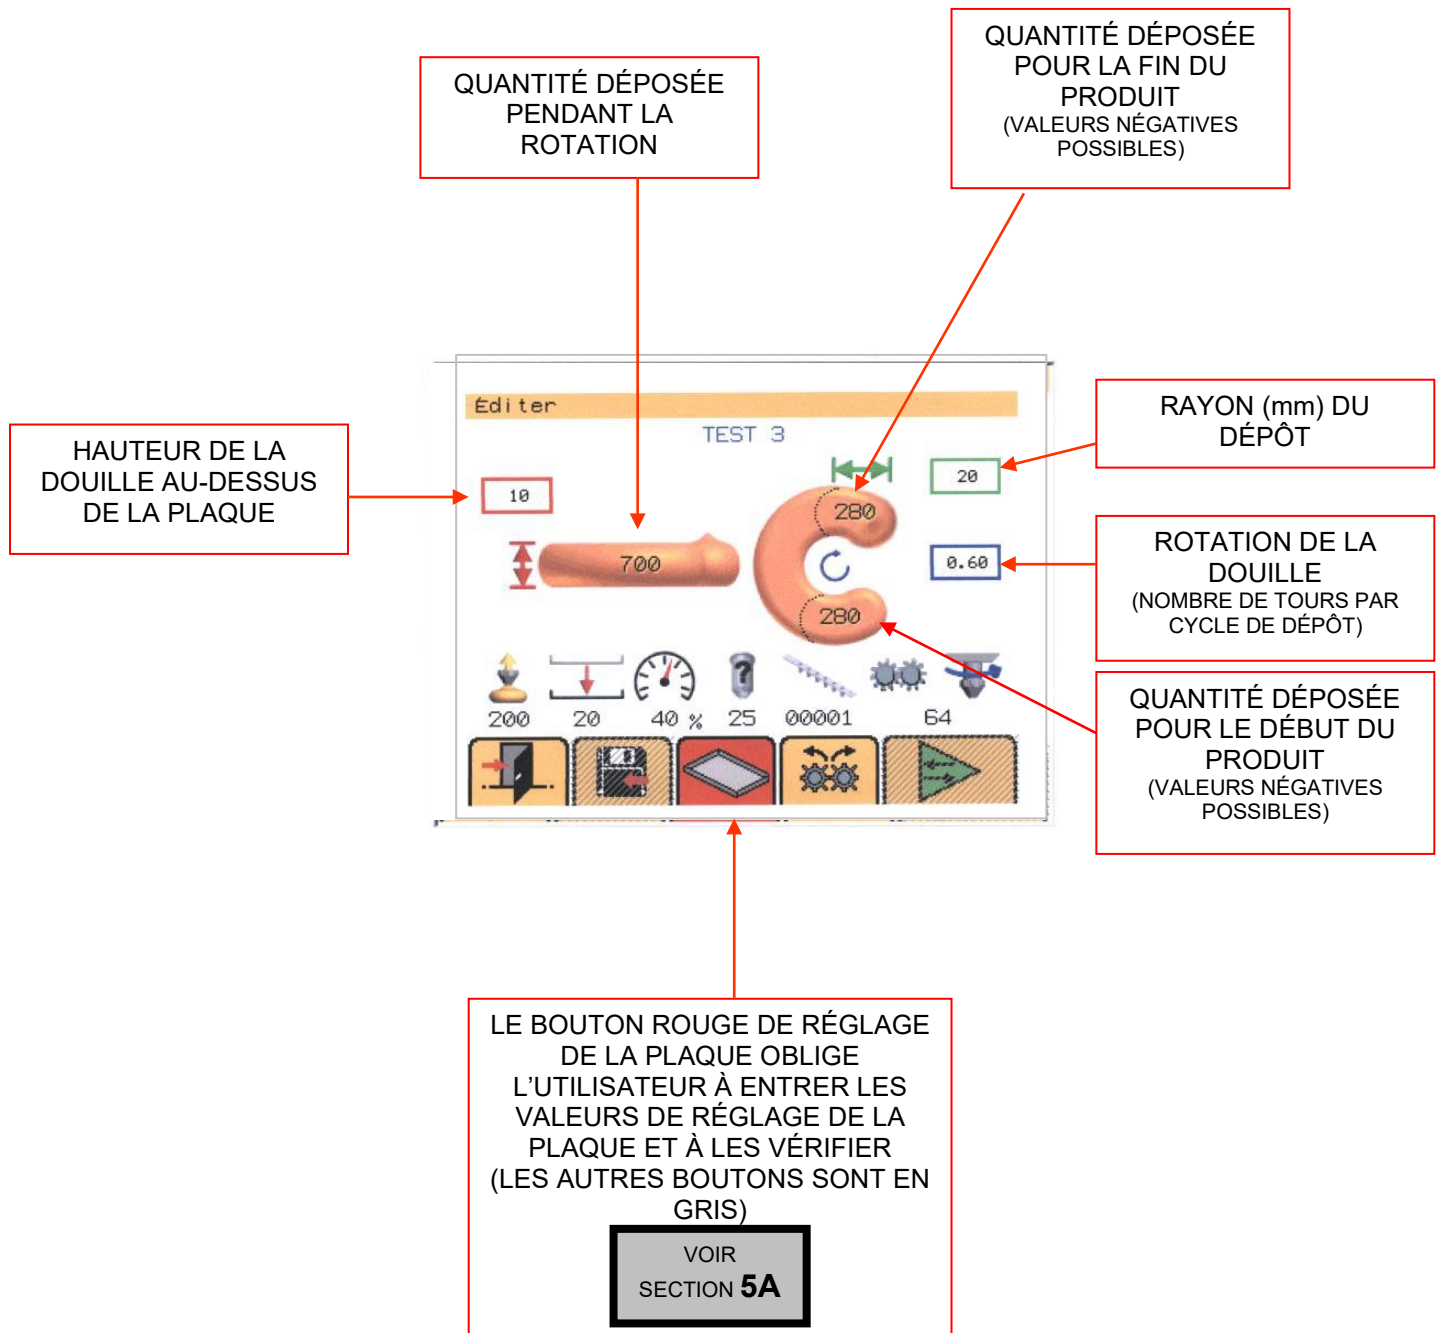 QUANTITÉ DÉPOSÉE
POUR LA FIN DU
PRODUIT
(VALEURS NÉGATIVES
POSSIBLES)
QUANTITÉ DÉPOSÉE
PENDANT LA
ROTATION
Éditer
TEST 3
RAYON (mm) DU
DÉPÔT
HAUTEUR DE LA
DOUILLE AU-DESSUS
DE LA PLAQUE
10
20
280
700
0.60
280
ROTATION DE LA
DOUILLE
(NOMBRE DE TOURS PAR
CYCLE DE DÉPÔT)
?
200 20 40 % 25 00001 64
QUANTITÉ DÉPOSÉE
POUR LE DÉBUT DU
PRODUIT
(VALEURS NÉGATIVES
POSSIBLES)
LE BOUTON ROUGE DE RÉGLAGE
DE LA PLAQUE OBLIGE
L'UTILISATEUR À ENTRER LES
VALEURS DE RÉGLAGE DE LA
PLAQUE ET À LES VÉRIFIER
(LES AUTRES BOUTONS SONT EN
GRIS)
VOIR
SECTION 5A